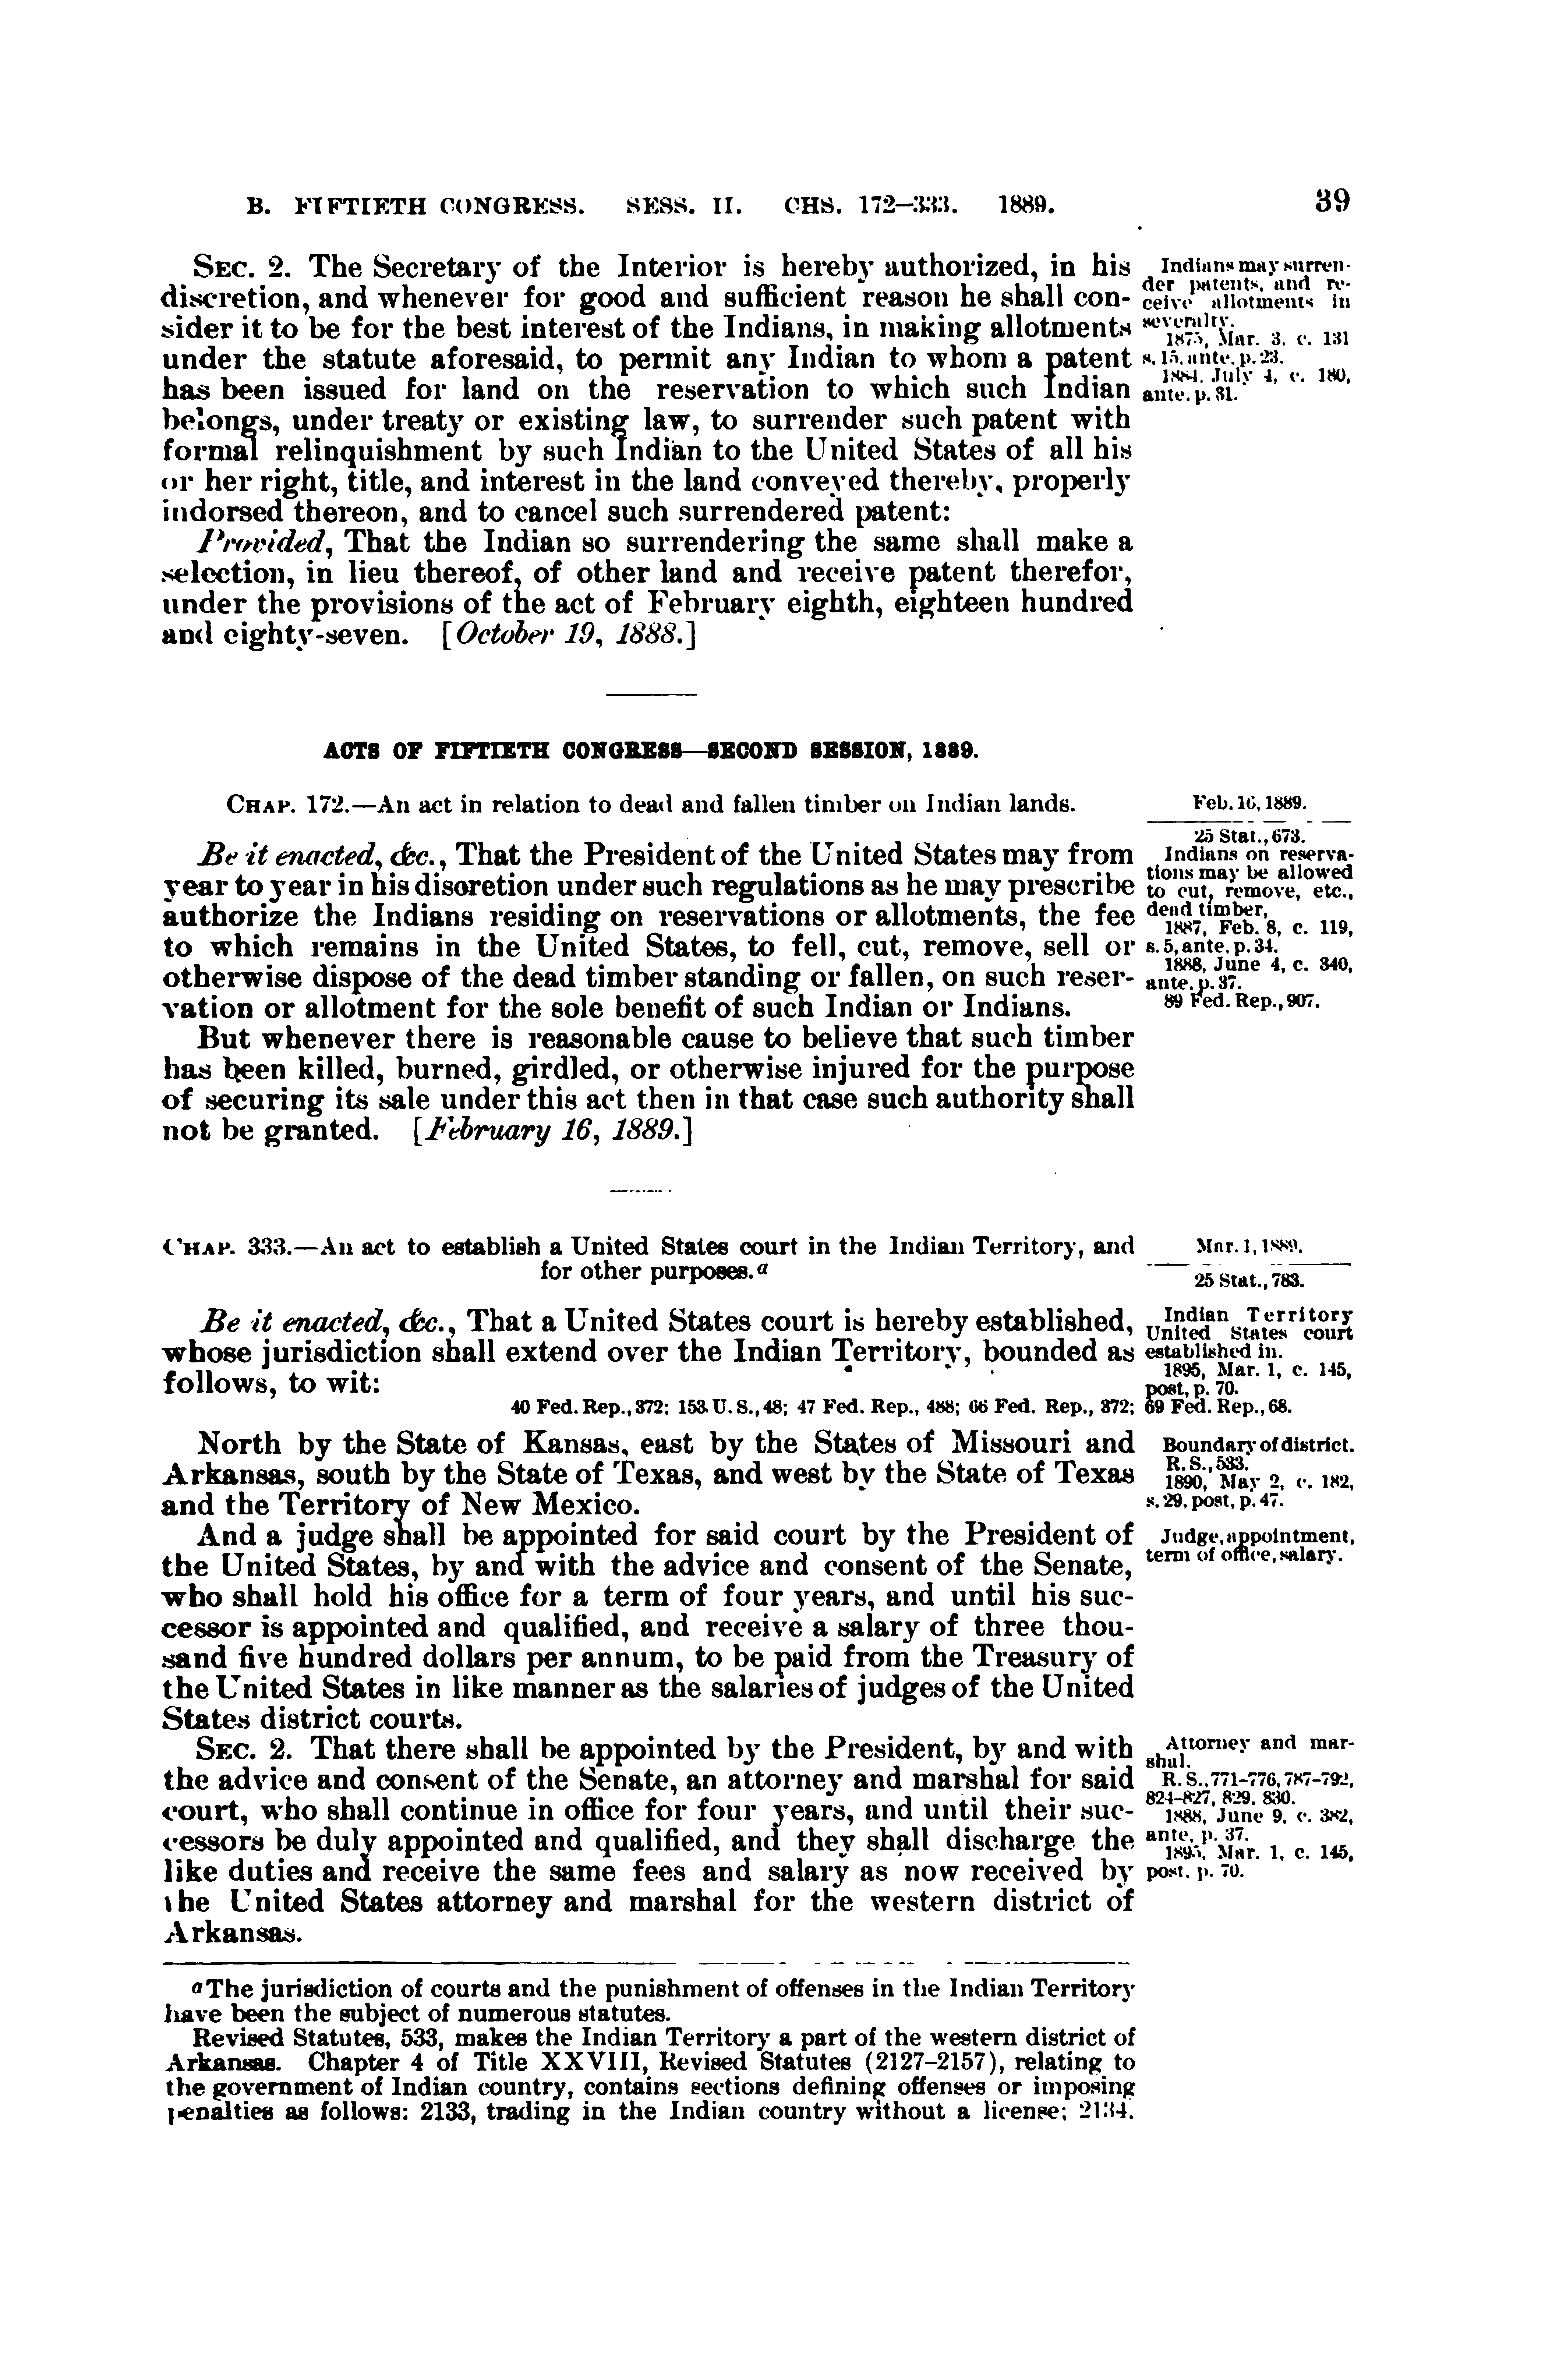 B. FIFTIETH CONGRESS. SESS. II. CHS. 172–333. 1889. 39
SEC. 2. The Secretary of the Interior is hereby authorized, in his
discretion, and whenever for good and sufficient reason he shall con-
sider it to be for the best interest of the Indians, in making allotments
under the statute aforesaid, to permit any Indian to whom a patent
has been issued for land on the reservation to which such Indian
belongs, under treaty or existing law, to surrender such patent with
formal relinquishment by such Indian to the United States of all his
or her right, title, and interest in the land conveyed thereby, properly
indorsed thereon, and to cancel such surrendered patent:
Provided, That the Indian so surrendering the same shall make a
selection, in lieu thereof, of other land and receive patent therefor,
under the provisions of the act of February eighth, eighteen hundred
and eighty-seven. [October 19, 1888.]
Indians may surren-
der patents, and re-
ceive allotments in
severalty.
1875, Mar. 3, c. 131
s. 15, ante, p. 23.
1884, July 4, c. 180,
ante. p. 31.
ACTS OF FIFTIETH CONGRESS—SECOND SESSION, 1889.
CHAP. 172.—An act in relation to dead and fallen timber on Indian lands.
Feb. 16, 1889.
25 Stat., 673.
Be it enacted, &c., That the President of the United States may from
year to year in his discretion under such regulations as he may prescribe
authorize the Indians residing on reservations or allotments, the fee
to which remains in the United States, to fell, cut, remove, sell or
otherwise dispose of the dead timber standing or fallen, on such reser-
vation or allotment for the sole benefit of such Indian or Indians.
But whenever there is reasonable cause to believe that such timber
has been killed, burned, girdled, or otherwise injured for the purpose
of securing its sale under this act then in that case such authority shall
not be granted. [February 16, 1889.]
Indians on reserva-
tions may be allowed
to cut, remove, etc.,
dead timber,
1887, Feb. 8, c. 119,
s. 5, ante. p. 34.
1888, June 4, c. 340,
ante. p. 37.
89 Fed. Rep., 907.
CHAP. 333.—An act to establish a United States court in the Indian Territory, and
for other purposes.a
Mar. 1, 1889.
25 Stat., 783.
Be it enacted, &c., That a United States court is hereby established,
whose jurisdiction shall extend over the Indian Territory, bounded as
follows, to wit:
Indian Territory
United States court
established in.
1895, Mar. 1, c. 145,
post, p. 70.
40 Fed. Rep., 372; 153 U. S., 48; 47 Fed. Rep., 488; 66 Fed. Rep., 372; 69 Fed. Rep., 68.
North by the State of Kansas, east by the States of Missouri and
Arkansas, south by the State of Texas, and west by the State of Texas
and the Territory of New Mexico.
Boundary of district.
R. S., 533.
1890, May 2, c. 182,
s. 29, post, p. 47.
And a judge shall be appointed for said court by the President of
the United States, by and with the advice and consent of the Senate,
who shall hold his office for a term of four years, and until his suc-
cessor is appointed and qualified, and receive a salary of three thou-
sand five hundred dollars per annum, to be paid from the Treasury of
the United States in like manner as the salaries of judges of the United
States district courts.
Judge, appointment,
term of office, salary.
SEC. 2. That there shall be appointed by the President, by and with
the advice and consent of the Senate, an attorney and marshal for said
court, who shall continue in office for four years, and until their suc-
cessors be duly appointed and qualified, and they shall discharge the
like duties and receive the same fees and salary as now received by
the United States attorney and marshal for the western district of
Arkansas.
Attorney and mar-
shal.
R. S., 771–776, 787–792,
824–827, 829, 830.
1888, June 9, c. 382,
ante, p. 37.
1895, Mar. 1, c. 145,
post, p. 70.
a The jurisdiction of courts and the punishment of offenses in the Indian Territory
have been the subject of numerous statutes.
Revised Statutes, 533, makes the Indian Territory a part of the western district of
Arkansas. Chapter 4 of Title XXVIII, Revised Statutes (2127–2157), relating to
the government of Indian country, contains sections defining offenses or imposing
penalties as follows: 2133, trading in the Indian country without a license; 2134.